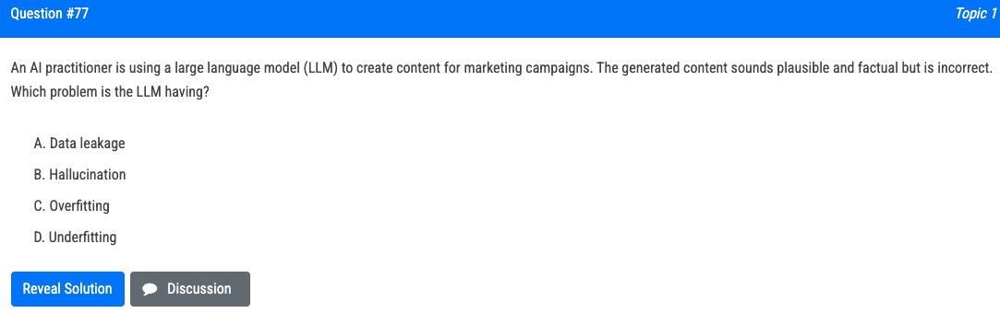 Question #77
Topic 1
An AI practitioner is using a large language model (LLM) to create content for marketing campaigns. The generated content sounds plausible and factual but is incorrect.
Which problem is the LLM having?
A. Data leakage
B. Hallucination
C. Overfitting
D. Underfitting
Reveal Solution
Discussion